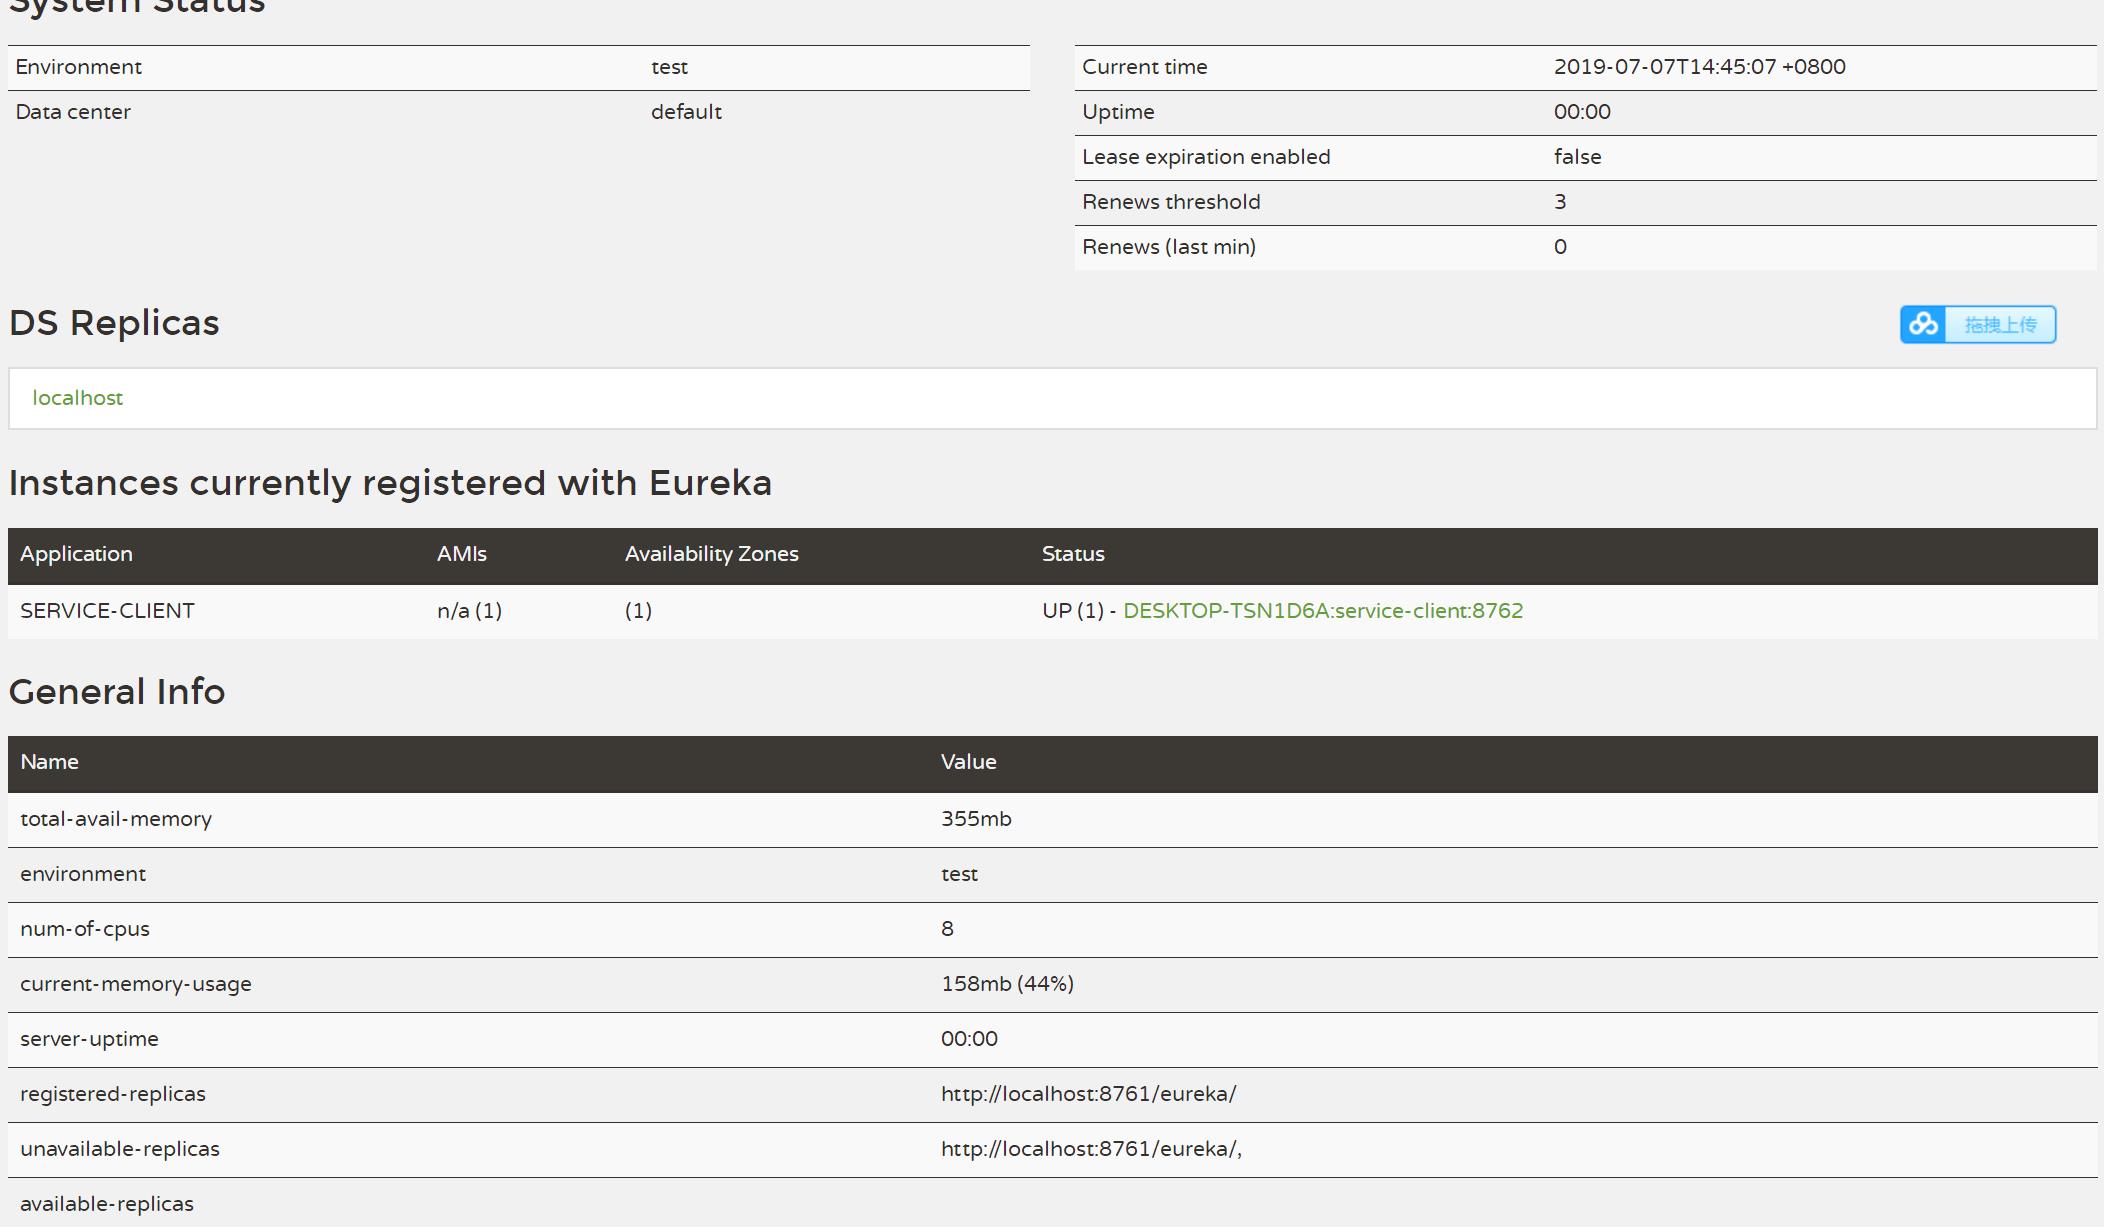 System Status
Environment test
Data center default
Current time 2019-07-07T14:45:07 +0800
Uptime 00:00
Lease expiration enabled false
Renews threshold 3
Renews (last min) 0
DS Replicas
拖拽上传
localhost
Instances currently registered with Eureka
Application AMIs Availability Zones Status
SERVICE-CLIENT n/a (1) (1) UP (1) - DESKTOP-TSN1D6A:service-client:8762
General Info
Name Value
total-avail-memory 355mb
environment test
num-of-cpus 8
current-memory-usage 158mb (44%)
server-uptime 00:00
registered-replicas http://localhost:8761/eureka/
unavailable-replicas http://localhost:8761/eureka/,
available-replicas